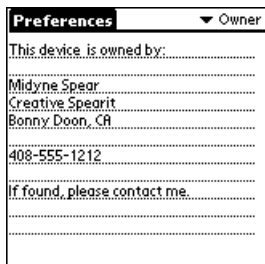 Preferences
Owner
This device is owned by:
Midyne Spear
Creative Spearit
Bonny Doon, CA
408-555-1212
If found, please contact me.